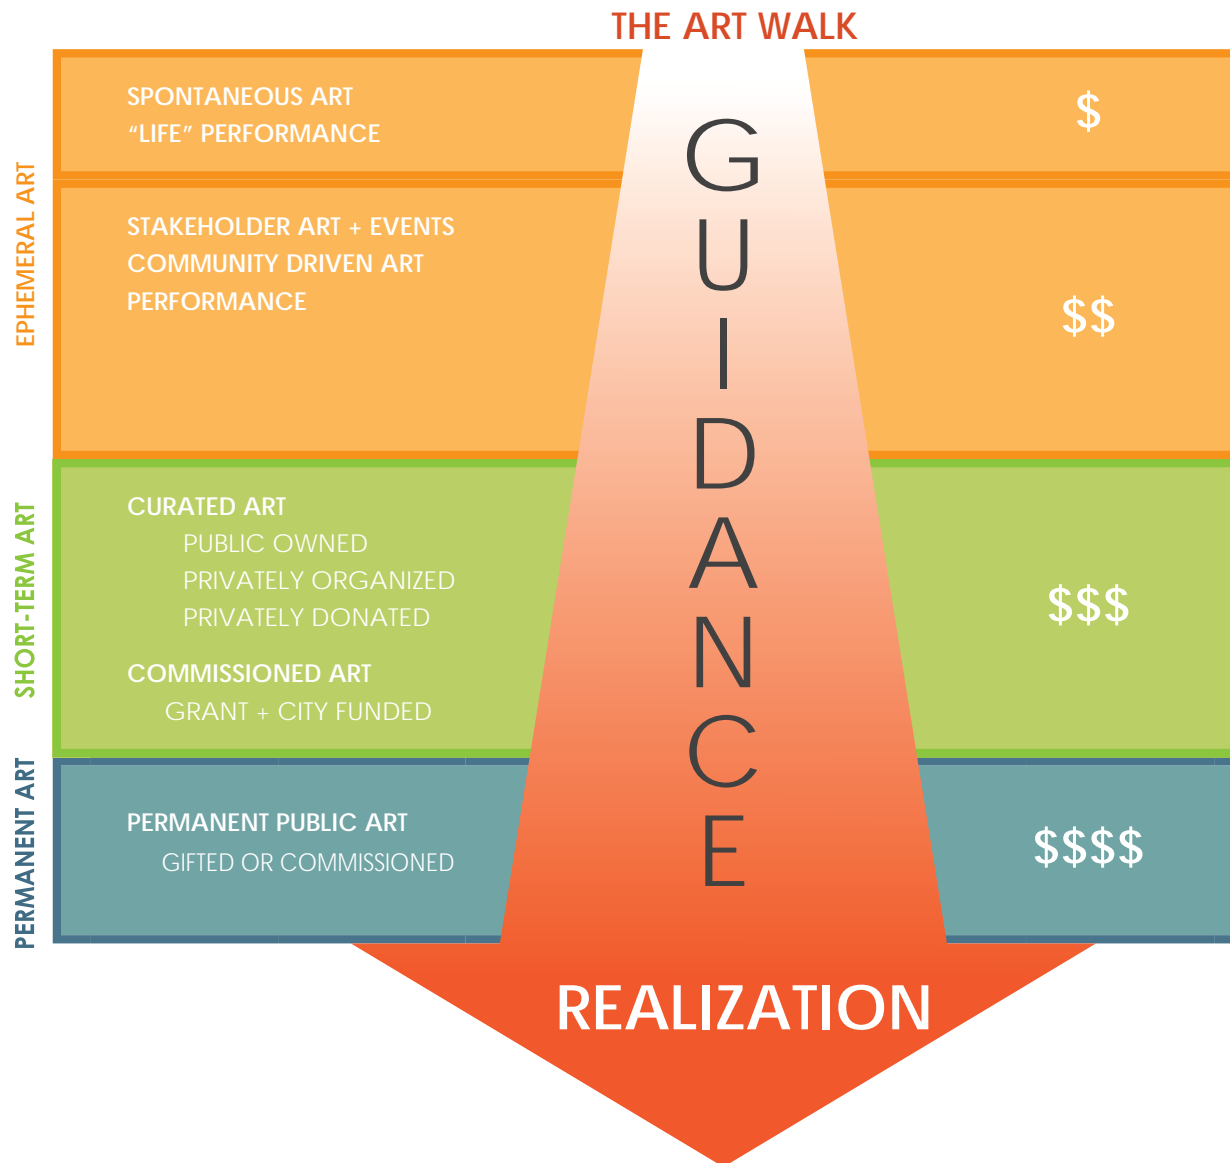 THE ART WALK
EPHEMERAL ART
SPONTANEOUS ART
“LIFE” PERFORMANCE
$
STAKEHOLDER ART + EVENTS
COMMUNITY DRIVEN ART
PERFORMANCE
$$
SHORT-TERM ART
CURATED ART
PUBLIC OWNED
PRIVATELY ORGANIZED
PRIVATELY DONATED
COMMISSIONED ART
GRANT + CITY FUNDED
$$$
PERMANENT ART
PERMANENT PUBLIC ART
GIFTED OR COMMISSIONED
$$$$
GUIDANCE
REALIZATION